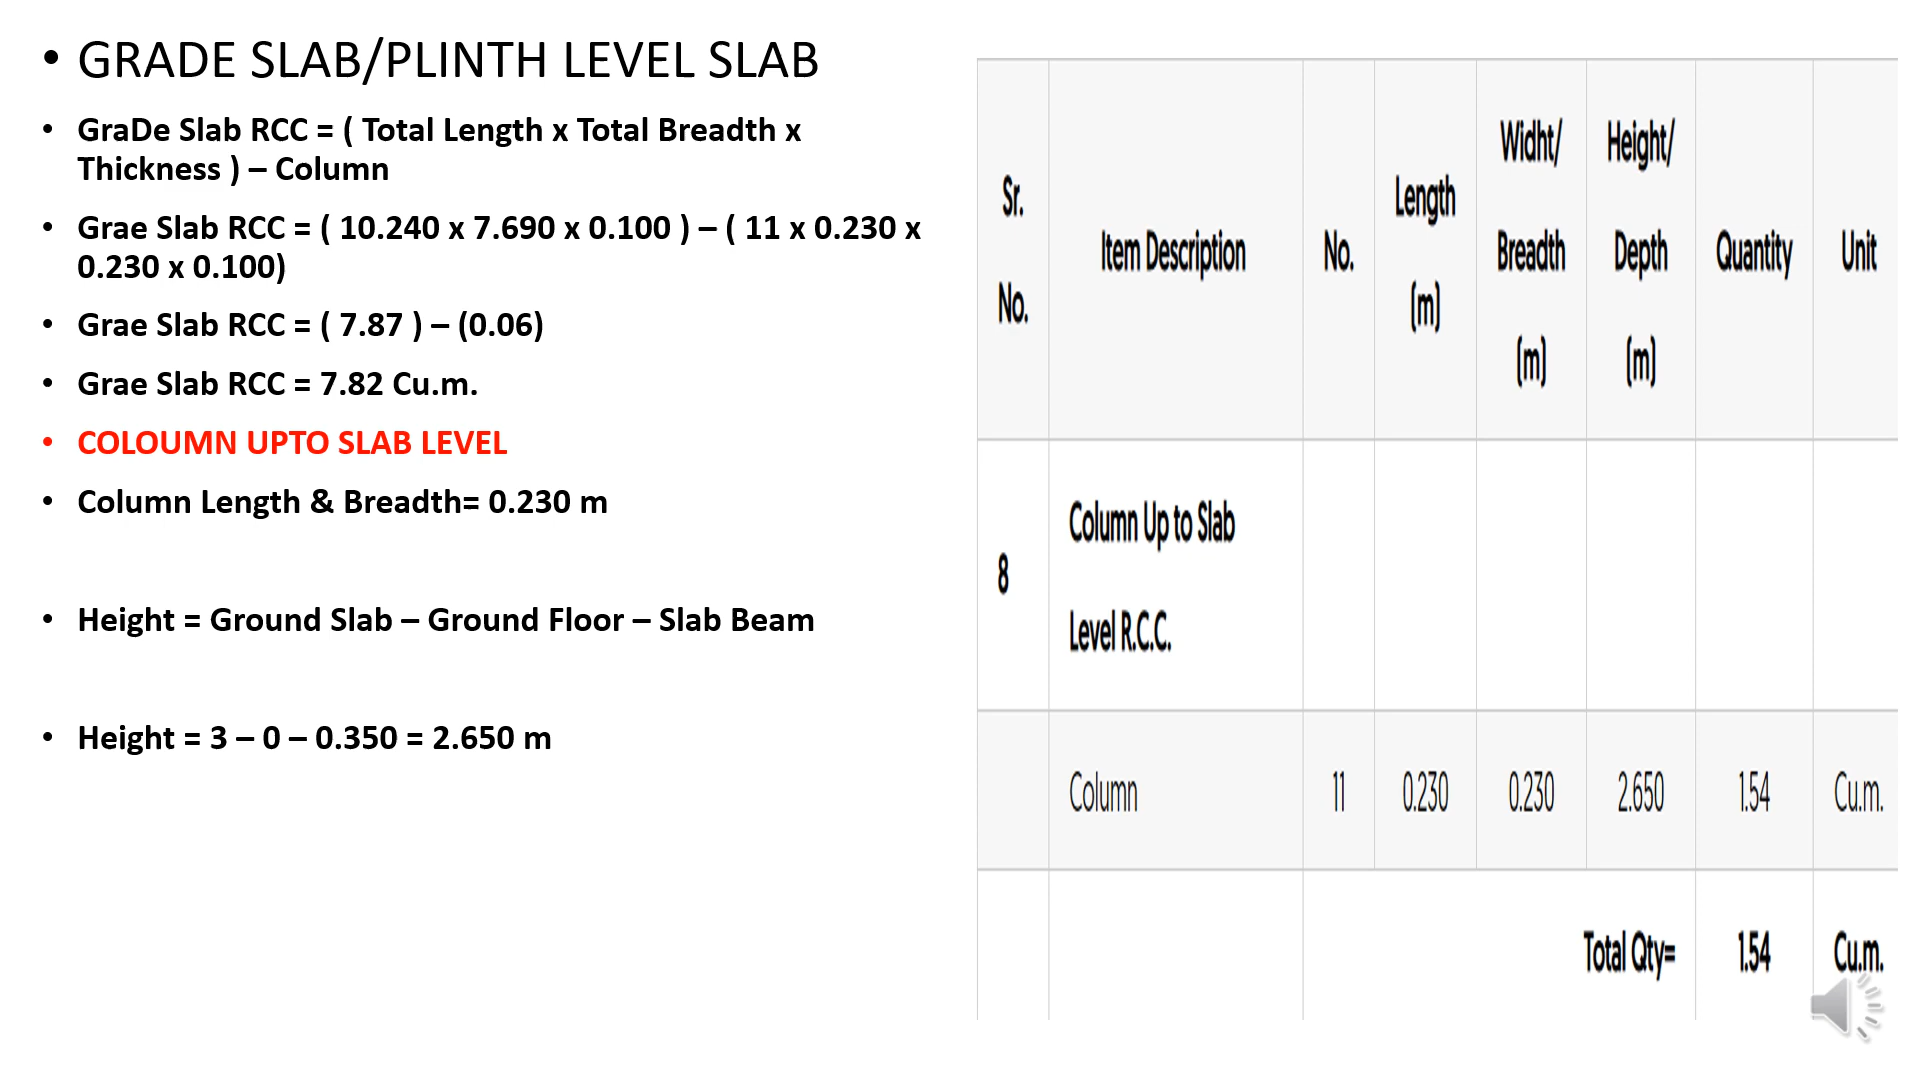 • GRADE SLAB/PLINTH LEVEL SLAB
• GraDe Slab RCC = ( Total Length x Total Breadth x
Thickness ) – Column
• Grae Slab RCC = ( 10.240 x 7.690 x 0.100 ) – ( 11 x 0.230 x
0.230 x 0.100)
• Grae Slab RCC = ( 7.87 ) – (0.06)
• Grae Slab RCC = 7.82 Cu.m.
• COLOUMN UPTO SLAB LEVEL
• Column Length & Breadth= 0.230 m
• Height = Ground Slab – Ground Floor – Slab Beam
• Height = 3 – 0 – 0.350 = 2.650 m
Sr.
No.
Item Description
No.
Length
(m)
Widht/
Breadth
(m)
Height/
Depth
(m)
Quantity
Unit
8
Column Up to Slab
Level R.C.C.
Column 11 0.230 0.230 2.650 1.54 Cu.m.
Total Qty= 1.54 Cu.m.